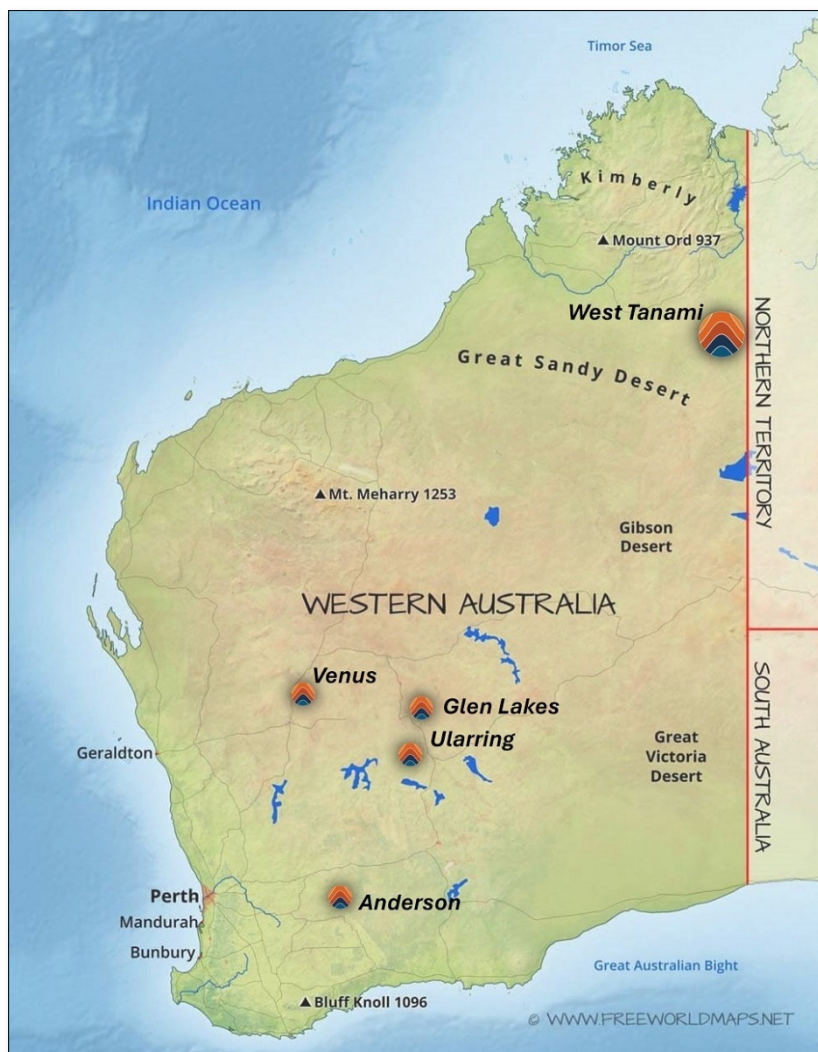 Timor Sea
Kimberly
Indian Ocean
▲ Mount Ord 937
West Tanami
NORTHERN TERRITORY
Great Sandy Desert
▲ Mt. Meharry 1253
Gibson
Desert
WESTERN AUSTRALIA
Venus
Glen Lakes
Ularring
SOUTH AUSTRALIA
Geraldton
Great
Victoria
Desert
Perth
Anderson
Mandurah
Bunbury
Great Australian Bight
▲ Bluff Knoll 1096
© WWW.FREEWORLDMAPS.NET